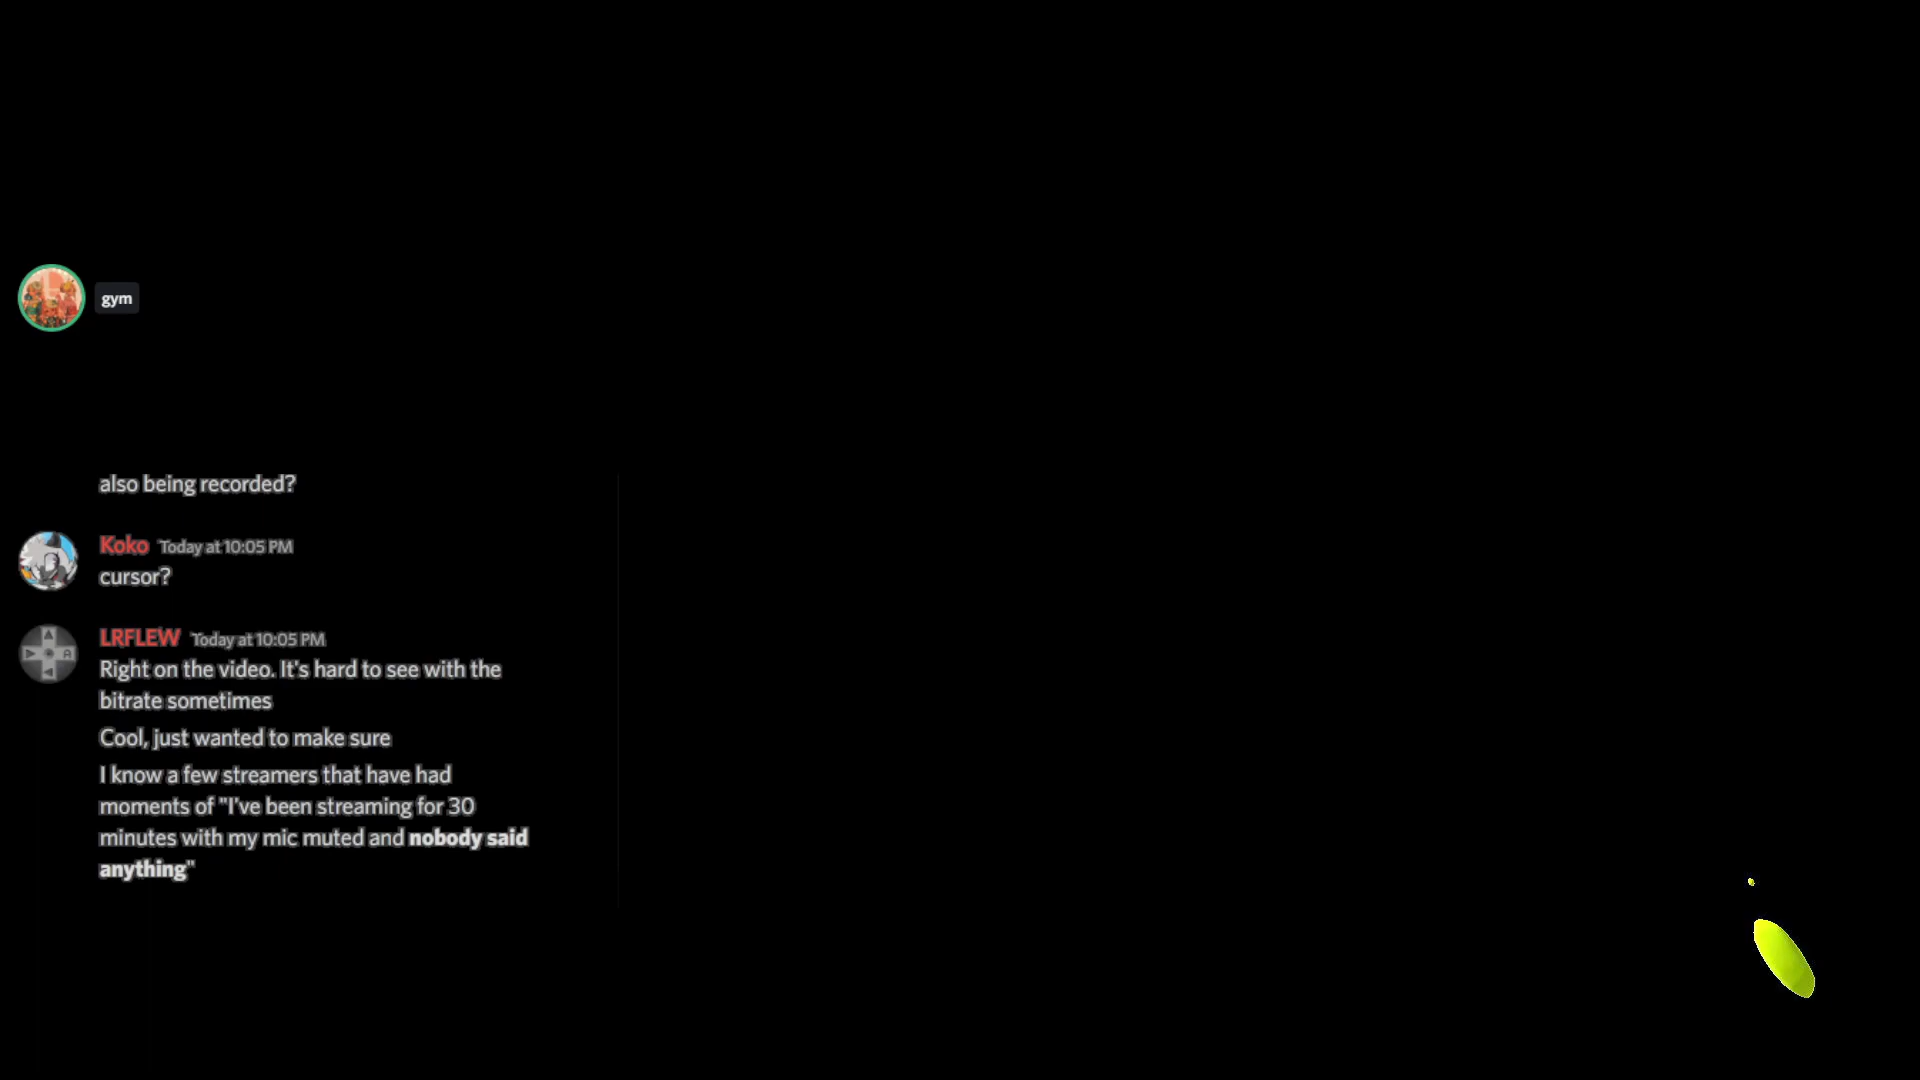 gym
also being recorded?
Koko Today at 10:05 PM
cursor?
LRFLEW Today at 10:05 PM
Right on the video. It's hard to see with the
bitrate sometimes
Cool, just wanted to make sure
I know a few streamers that have had
moments of "I've been streaming for 30
minutes with my mic muted and nobody said
anything"